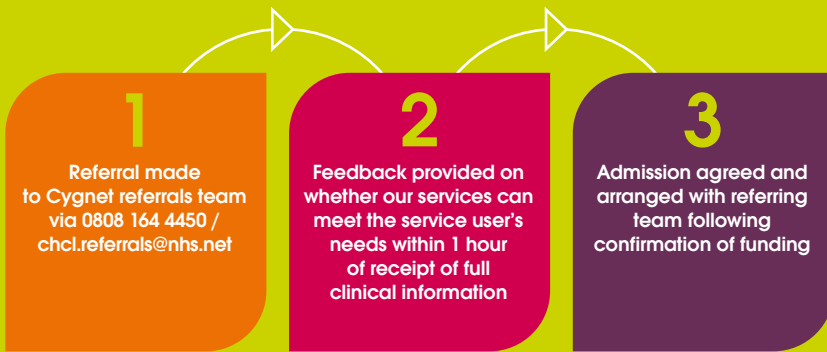 1
Referral made
to Cygnet referrals team
via 0808 164 4450 /
chcl.referrals@nhs.net
2
Feedback provided on
whether our services can
meet the service user's
needs within 1 hour
of receipt of full
clinical information
3
Admission agreed and
arranged with referring
team following
confirmation of funding